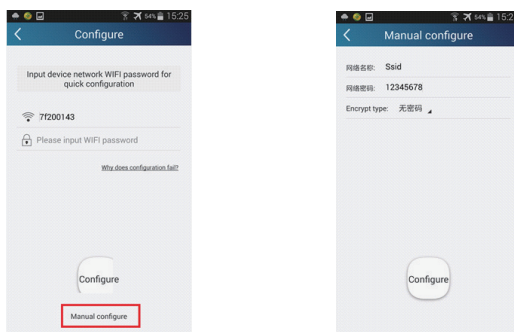 54% 15:25
Configure
Input device network WIFI password for
quick configuration
7f200143
Please input WIFI password
Why does configuration fail?
Configure
Manual configure
54% 15:2
Manual configure
网络名称: Ssid
网络密码: 12345678
Encrypt type: 无密码
Configure